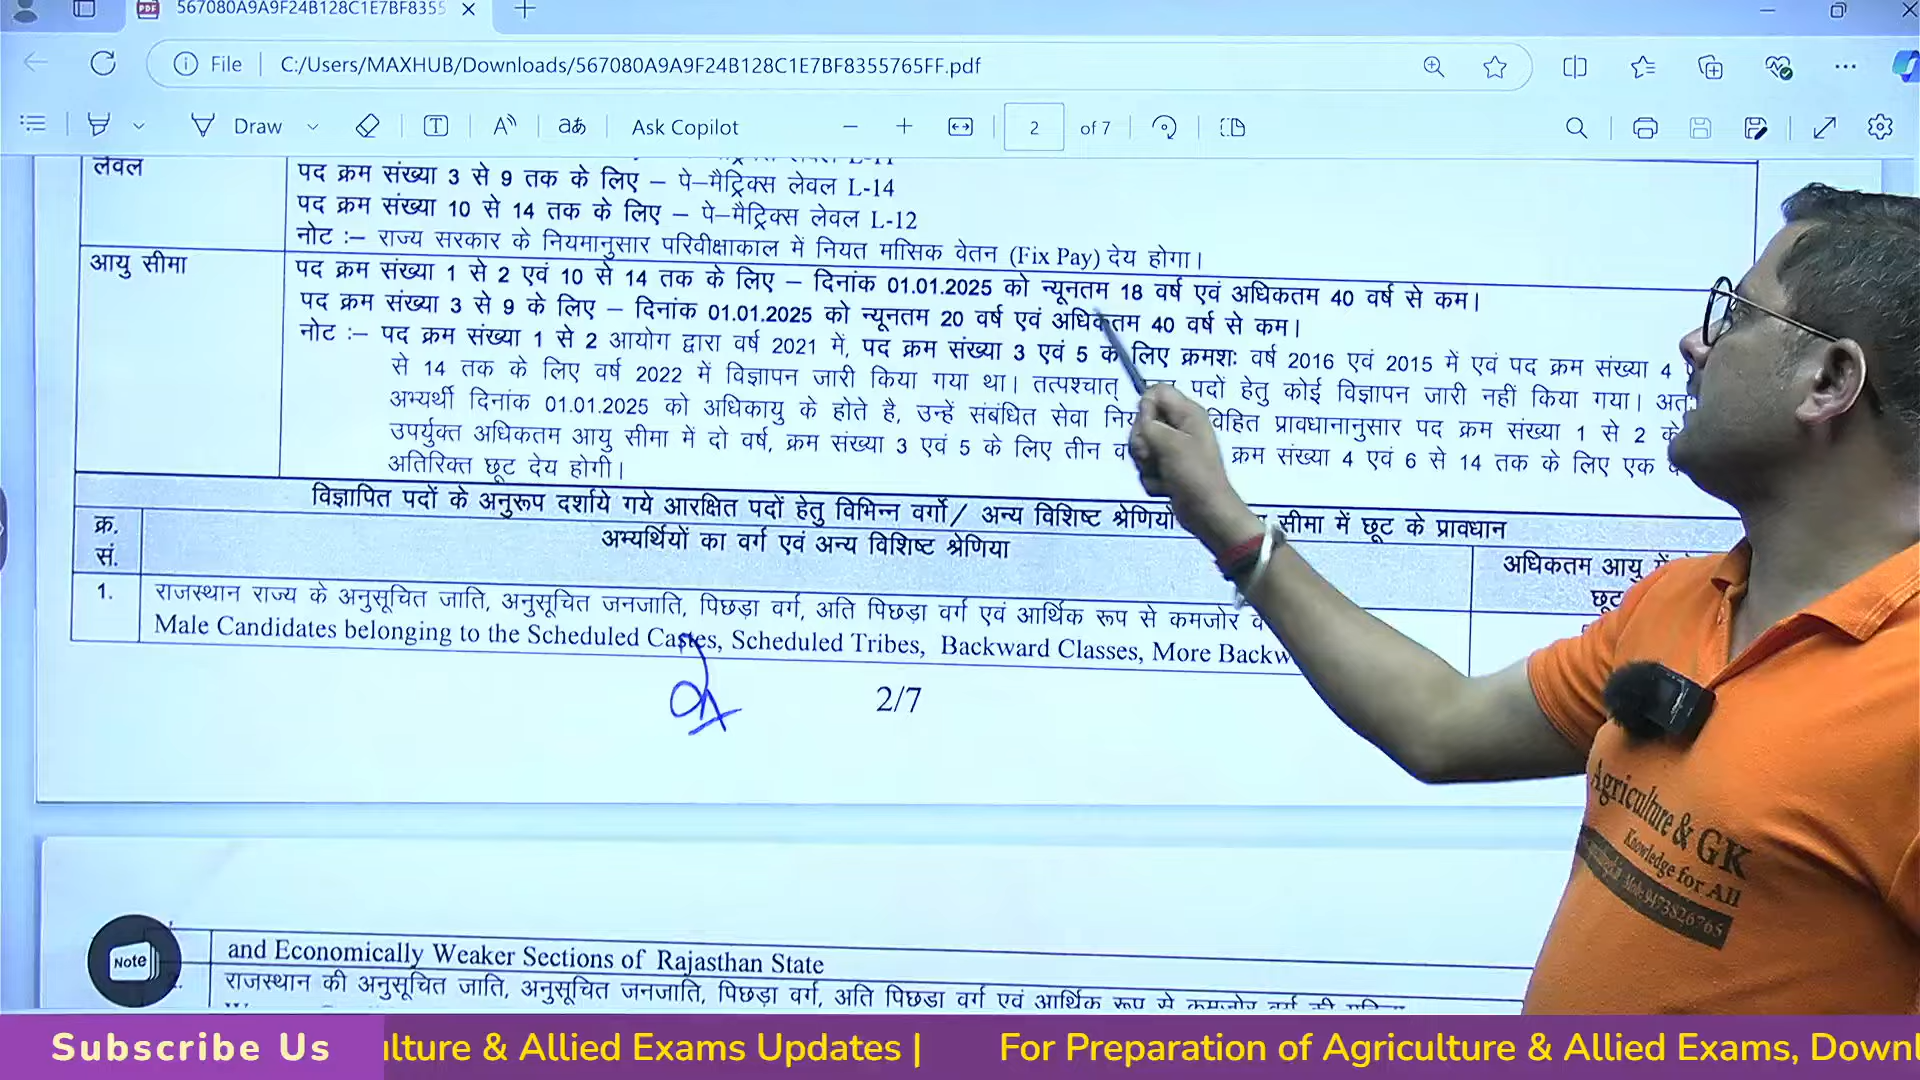 567080A9A9F24B128C1E7BF8355
File
C:/Users/MAXHUB/Downloads/567080A9A9F24B128C1E7BF8355765FF.pdf
Draw
Ask Copilot
2
of 7
लेवल
पद क्रम संख्या 3 से 9 तक के लिए – पे–मैट्रिक्स लेवल L-14
पद क्रम संख्या 10 से 14 तक के लिए – पे–मैट्रिक्स लेवल L-12
नोट :– राज्य सरकार के नियमानुसार परिवीक्षाकाल में नियत मासिक वेतन (Fix Pay) देय होगा।
आयु सीमा
पद क्रम संख्या 1 से 2 एवं 10 से 14 तक के लिए – दिनांक 01.01.2025 को न्यूनतम 18 वर्ष एवं अधिकतम 40 वर्ष से कम।
पद क्रम संख्या 3 से 9 के लिए – दिनांक 01.01.2025 को न्यूनतम 20 वर्ष एवं अधिकतम 40 वर्ष से कम।
नोट :– पद क्रम संख्या 1 से 2 आयोग द्वारा वर्ष 2021 में, पद क्रम संख्या 3 एवं 5 के लिए क्रमशः वर्ष 2016 एवं 2015 में एवं पद क्रम संख्या 4
से 14 तक के लिए वर्ष 2022 में विज्ञापन जारी किया गया था। तत्पश्चात् पदों हेतु कोई विज्ञापन जारी नहीं किया गया।
अभ्यर्थी दिनांक 01.01.2025 को अधिकायु के होते है, उन्हें संबंधित सेवा विहित प्रावधानानुसार पद क्रम संख्या 1 से 2
उपर्युक्त अधिकतम आयु सीमा में दो वर्ष, क्रम संख्या 3 एवं 5 के लिए तीन क्रम संख्या 4 एवं 6 से 14 तक के लिए एक
अतिरिक्त छूट देय होगी।
विज्ञापित पदों के अनुरूप दर्शाये गये आरक्षित पदों हेतु विभिन्न वर्गो/ अन्य विशिष्ट श्रेणियों सीमा में छूट के प्रावधान
क्र. सं.
अभ्यर्थियों का वर्ग एवं अन्य विशिष्ट श्रेणिया
अधिकतम आयु में
छूट
1.
राजस्थान राज्य के अनुसूचित जाति, अनुसूचित जनजाति, पिछड़ा वर्ग, अति पिछड़ा वर्ग एवं आर्थिक रूप से कमजोर
Male Candidates belonging to the Scheduled Castes, Scheduled Tribes, Backward Classes, More Backw
2/7
and Economically Weaker Sections of Rajasthan State
राजस्थान की अनुसूचित जाति, अनुसूचित जनजाति, पिछड़ा वर्ग, अति पिछडा वर्ग एवं आर्थिक रूप से कमजोर वर्ग की
Note
Agriculture & GK
Knowledge for All
Subscribe Us
ulture & Allied Exams Updates |
For Preparation of Agriculture & Allied Exams, Downl